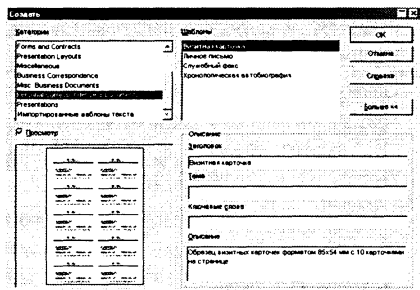 Создать
Категории
Forms and Contracts
Presentation Layouts
Miscellaneous
Business Correspondence
Misc. Business Documents
Presentations
Импортированные шаблоны текста
Шаблоны
Визитная карточка
Личное письмо
Служебный факс
Хронологическая автобиография
OK
Отмена
Справка
Больше <<
Просмотр
Описание
Заголовок
Визитная карточка
Тема
Ключевые слова
Описание
Образец визитных карточек форматом 85x54 мм с 10 карточками
на странице